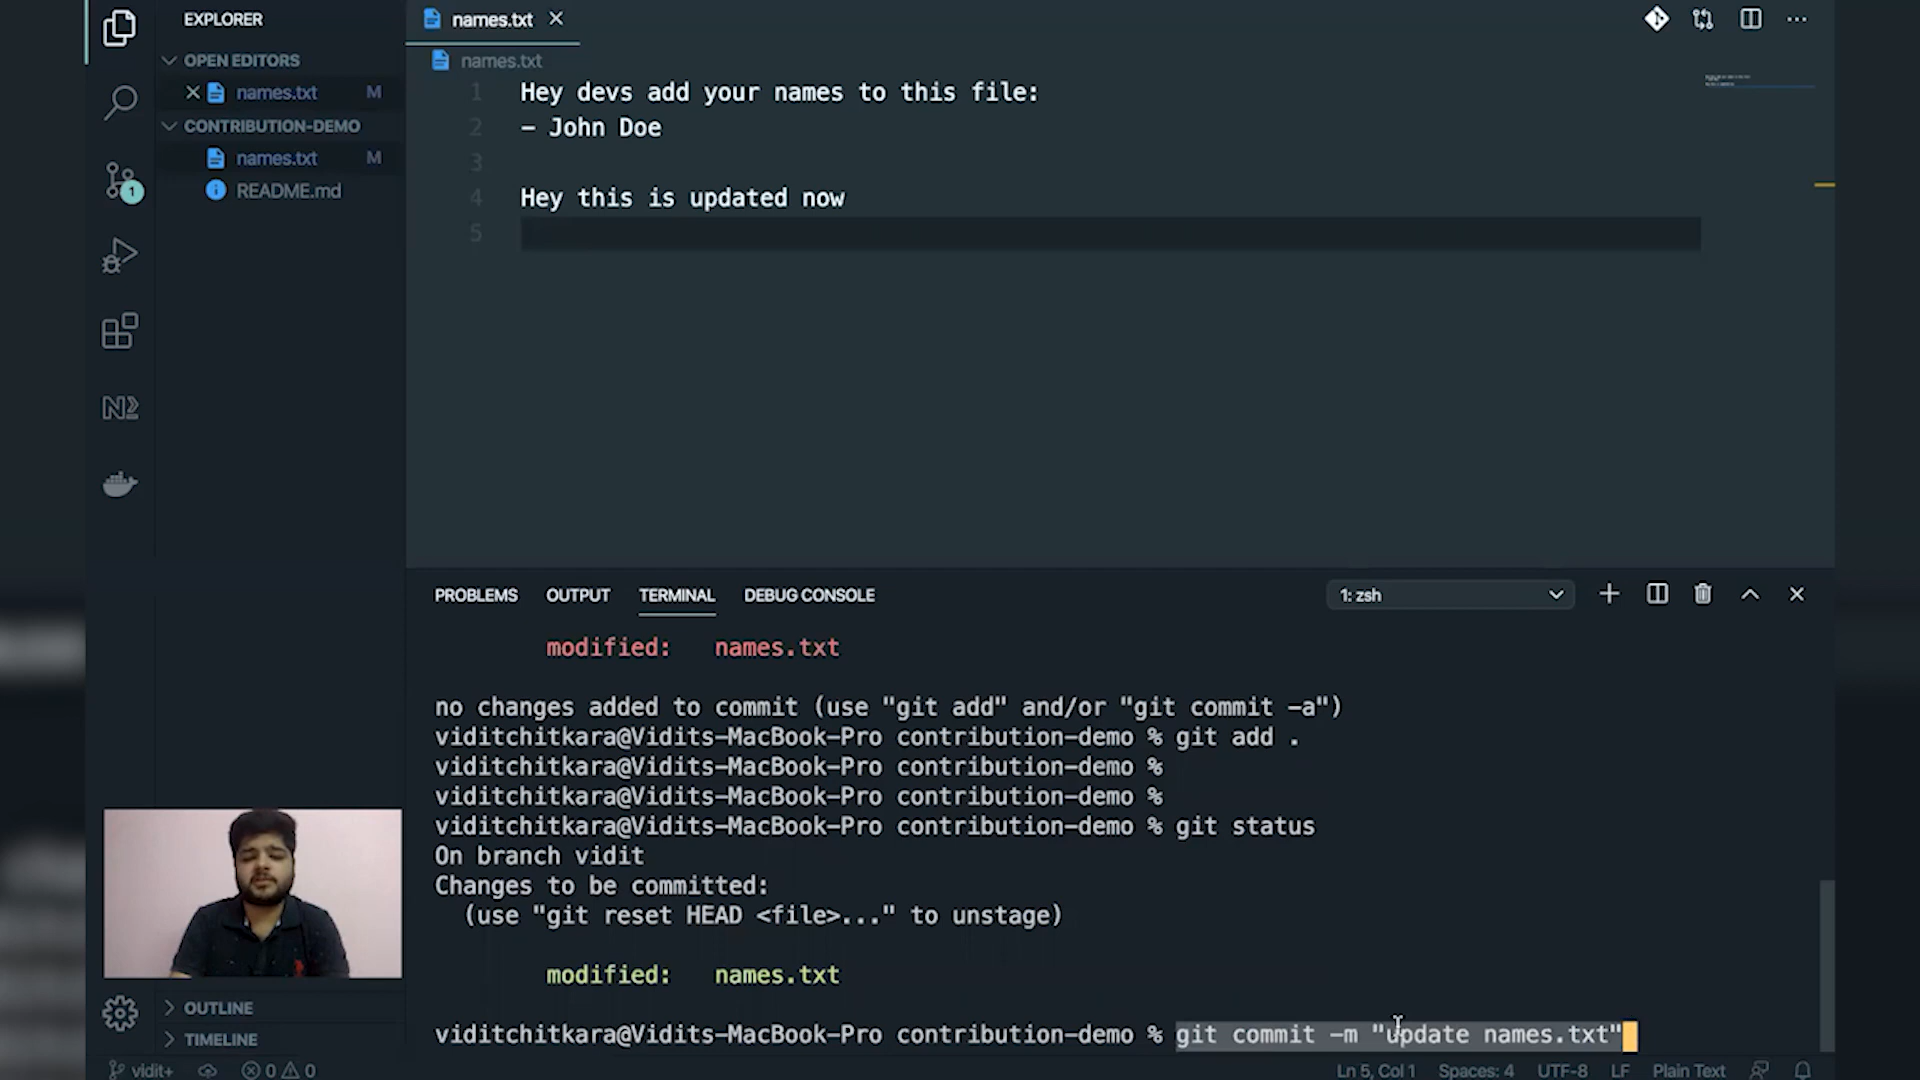 EXPLORER
OPEN EDITORS
names.txt M
CONTRIBUTION-DEMO
names.txt M
README.md
1
names.txt
names.txt
1 Hey devs add your names to this file:
2 - John Doe
3
4 Hey this is updated now
5
PROBLEMS OUTPUT TERMINAL DEBUG CONSOLE
1: zsh
modified: names.txt
no changes added to commit (use "git add" and/or "git commit -a")
viditchitkara@Vidits-MacBook-Pro contribution-demo % git add .
viditchitkara@Vidits-MacBook-Pro contribution-demo %
viditchitkara@Vidits-MacBook-Pro contribution-demo %
viditchitkara@Vidits-MacBook-Pro contribution-demo % git status
On branch vidit
Changes to be committed:
(use "git reset HEAD <file>..." to unstage)
modified: names.txt
viditchitkara@Vidits-MacBook-Pro contribution-demo % git commit -m "update names.txt"
OUTLINE
TIMELINE
vidit+ 0 0
Ln 5, Col 1 Spaces: 4 UTF-8 LF Plain Text